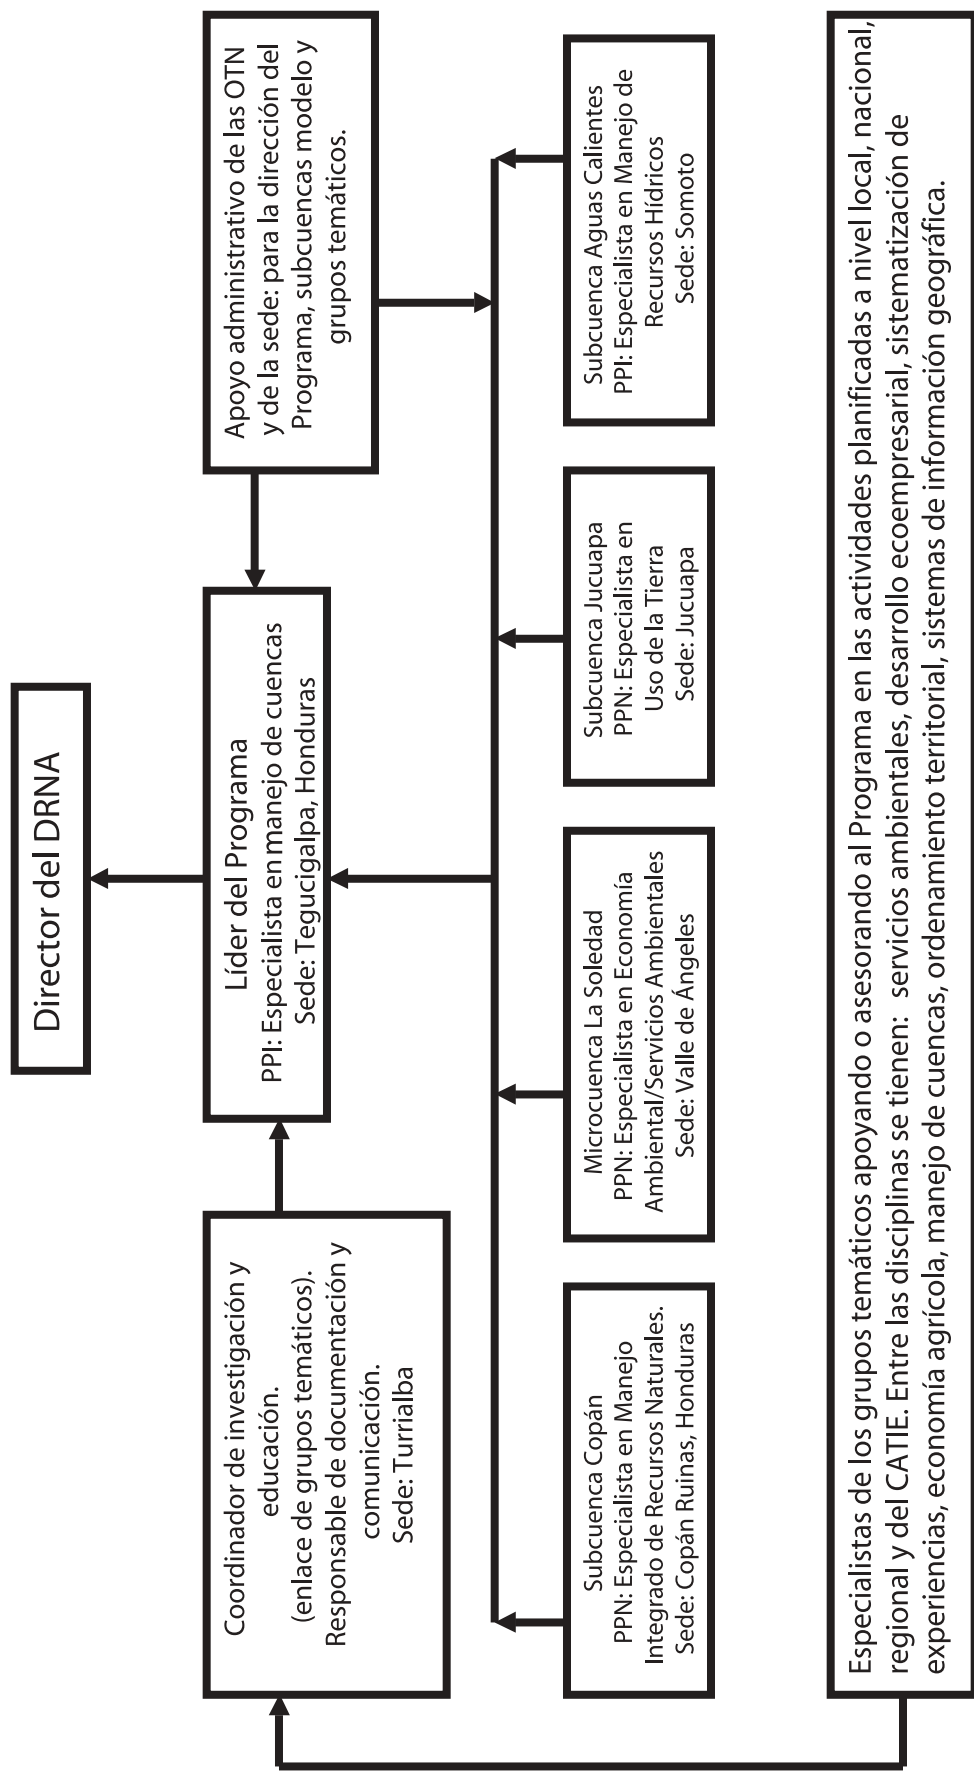 Director del DRNA
Líder del Programa
PPI: Especialista en manejo de cuencas
Sede: Tegucigalpa, Honduras
Coordinador de investigación y
educación.
(enlace de grupos temáticos).
Responsable de documentación y
comunicación.
Sede: Turrialba
Apoyo administrativo de las OTN
y de la sede: para la dirección del
Programa, subcuencas modelo y
grupos temáticos.
Subcuenca Copán
PPN: Especialista en Manejo
Integrado de Recursos Naturales.
Sede: Copán Ruinas, Honduras
Microcuenca La Soledad
PPN: Especialista en Economía
Ambiental/Servicios Ambientales
Sede: Valle de Ángeles
Subcuenca Jucuapa
PPN: Especialista en
Uso de la Tierra
Sede: Jucuapa
Subcuenca Aguas Calientes
PPI: Especialista en Manejo de
Recursos Hídricos
Sede: Somoto
Especialistas de los grupos temáticos apoyando o asesorando al Programa en las actividades planificadas a nivel local, nacional,
regional y del CATIE. Entre las disciplinas se tienen: servicios ambientales, desarrollo ecoempresarial, sistematización de
experiencias, economía agrícola, manejo de cuencas, ordenamiento territorial, sistemas de información geográfica.